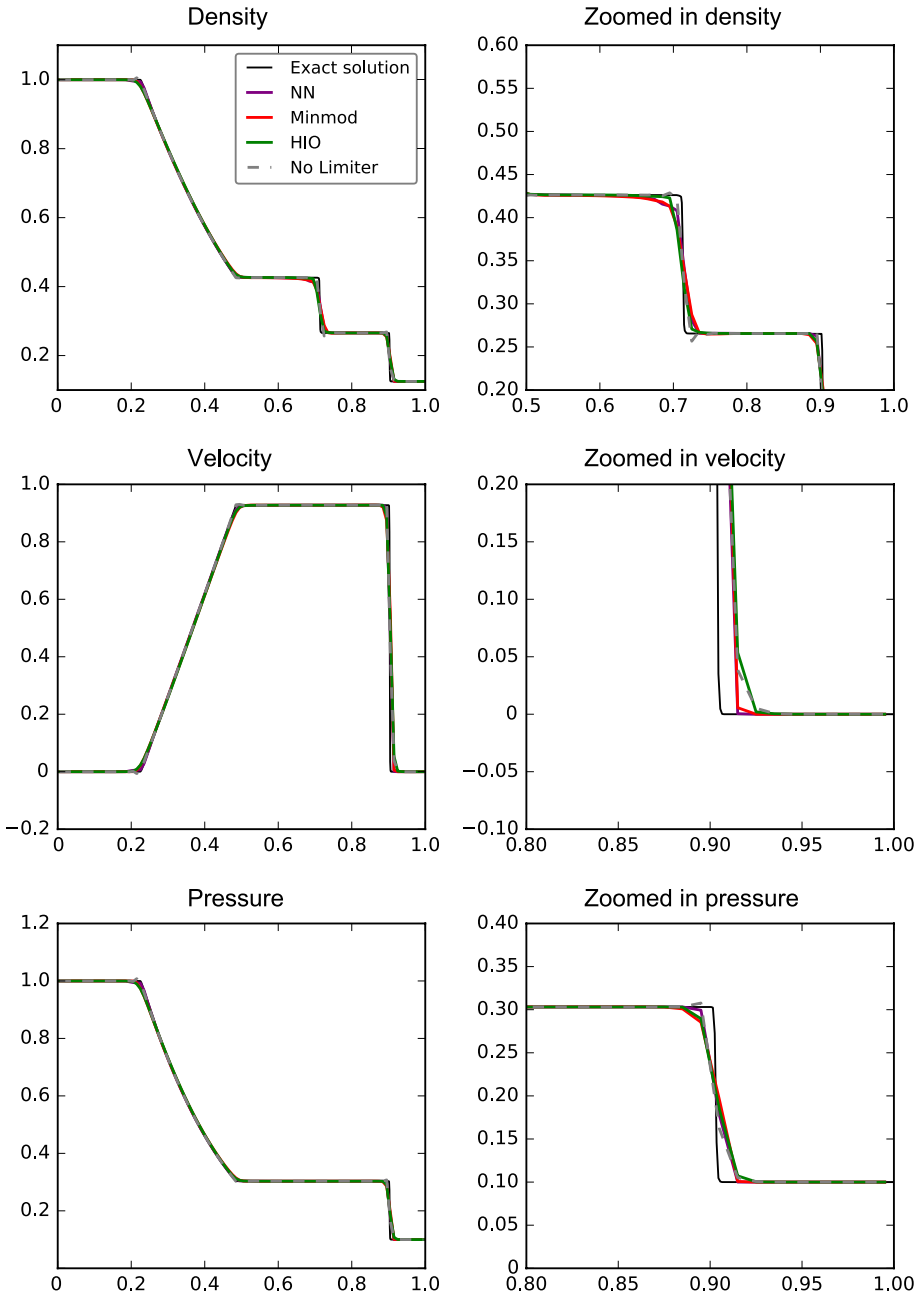 Density
1.0
0.8
0.6
0.4
0.2
0 0.2 0.4 0.6 0.8 1.0
Exact solution
NN
Minmod
HIO
No Limiter
Zoomed in density
0.60
0.55
0.50
0.45
0.40
0.35
0.30
0.25
0.20
0.5 0.6 0.7 0.8 0.9 1.0
Velocity
1.0
0.8
0.6
0.4
0.2
0
−0.2
0 0.2 0.4 0.6 0.8 1.0
Zoomed in velocity
0.20
0.15
0.10
0.05
0
−0.05
−0.10
0.80 0.85 0.90 0.95 1.00
Pressure
1.2
1.0
0.8
0.6
0.4
0.2
0 0.2 0.4 0.6 0.8 1.0
Zoomed in pressure
0.40
0.35
0.30
0.25
0.20
0.15
0.10
0.05
0
0.80 0.85 0.90 0.95 1.00